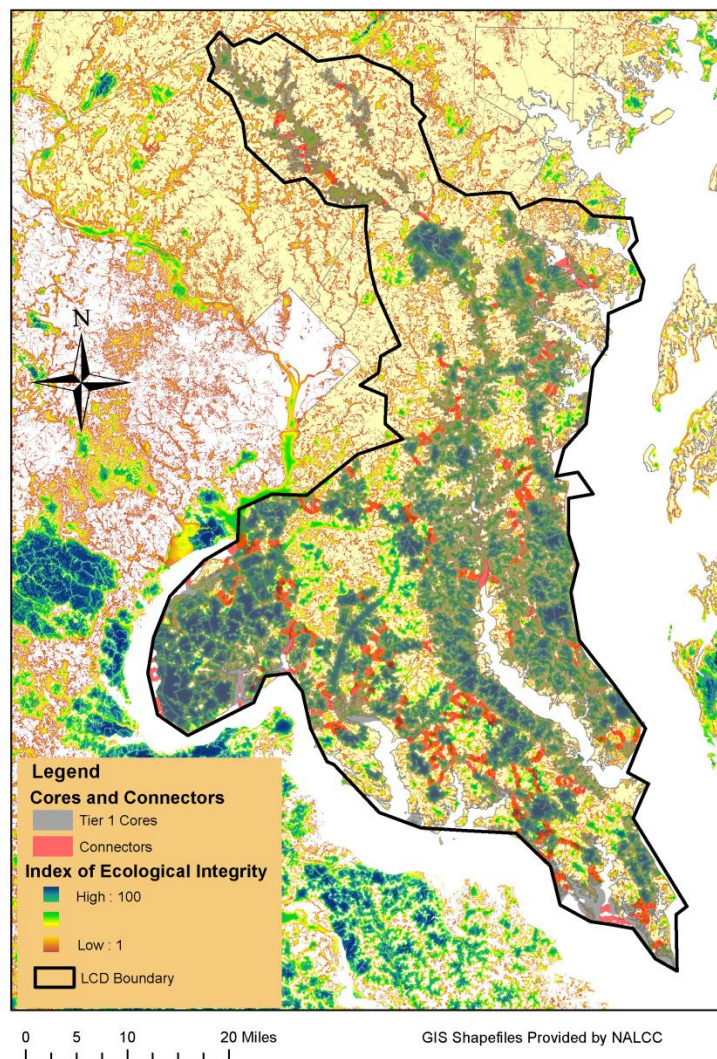 N
Legend
Cores and Connectors
Tier 1 Cores
Connectors
Index of Ecological Integrity
High : 100
Low : 1
LCD Boundary
0 5 10 20 Miles
GIS Shapefiles Provided by NALCC